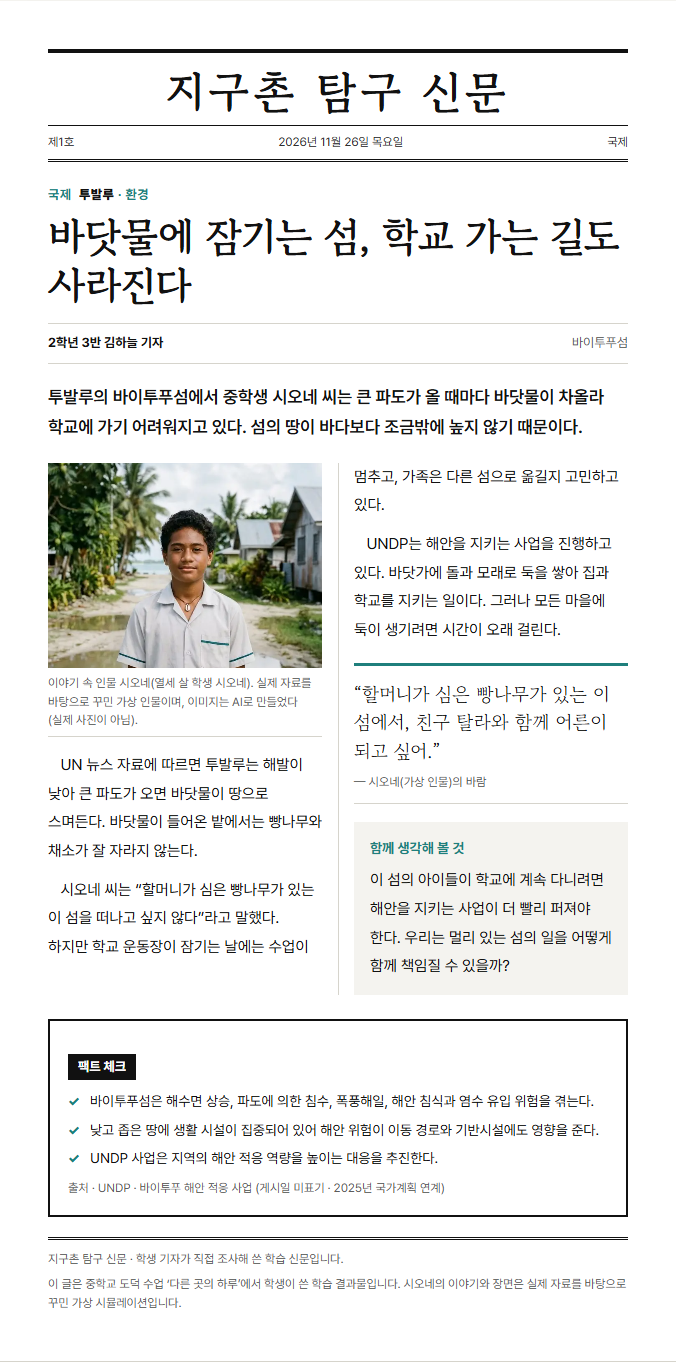 지구촌 탐구 신문
제1호
2026년 11월 26일 목요일
국제
국제 투발루 · 환경
바닷물에 잠기는 섬, 학교 가는 길도
사라진다
2학년 3반 김하늘 기자
바이투푸섬
투발루의 바이투푸섬에서 중학생 시오네 씨는 큰 파도가 올 때마다 바닷물이 차올라
학교에 가기 어려워지고 있다. 섬의 땅이 바다보다 조금밖에 높지 않기 때문이다.
이야기 속 인물 시오네(열세 살 학생 시오네). 실제 자료를
바탕으로 꾸민 가상 인물이며, 이미지는 AI로 만들었다
(실제 사진이 아님).
UN 뉴스 자료에 따르면 투발루는 해발이
낮아 큰 파도가 오면 바닷물이 땅으로
스며든다. 바닷물이 들어온 밭에서는 빵나무와
채소가 잘 자라지 않는다.
시오네 씨는 “할머니가 심은 빵나무가 있는
이 섬을 떠나고 싶지 않다”라고 말했다.
하지만 학교 운동장이 잠기는 날에는 수업이
멈추고, 가족은 다른 섬으로 옮길지 고민하고
있다.
UNDP는 해안을 지키는 사업을 진행하고
있다. 바닷가에 돌과 모래로 둑을 쌓아 집과
학교를 지키는 일이다. 그러나 모든 마을에
둑이 생기려면 시간이 오래 걸린다.
“할머니가 심은 빵나무가 있는 이
섬에서, 친구 탈라와 함께 어른이
되고 싶어.”
— 시오네(가상 인물)의 바람
함께 생각해 볼 것
이 섬의 아이들이 학교에 계속 다니려면
해안을 지키는 사업이 더 빨리 퍼져야
한다. 우리는 멀리 있는 섬의 일을 어떻게
함께 책임질 수 있을까?
팩트 체크
✓ 바이투푸섬은 해수면 상승, 파도에 의한 침수, 폭풍해일, 해안 침식과 염수 유입 위험을 겪는다.
✓ 낮고 좁은 땅에 생활 시설이 집중되어 있어 해안 위험이 이동 경로와 기반시설에도 영향을 준다.
✓ UNDP 사업은 지역의 해안 적응 역량을 높이는 대응을 추진한다.
출처 · UNDP · 바이투푸 해안 적응 사업 (게시일 미표기 · 2025년 국가계획 연계)
지구촌 탐구 신문 · 학생 기자가 직접 조사해 쓴 학습 신문입니다.
이 글은 중학교 도덕 수업 ‘다른 곳의 하루’에서 학생이 쓴 학습 결과물입니다. 시오네의 이야기와 장면은 실제 자료를 바탕으로
꾸민 가상 시뮬레이션입니다.